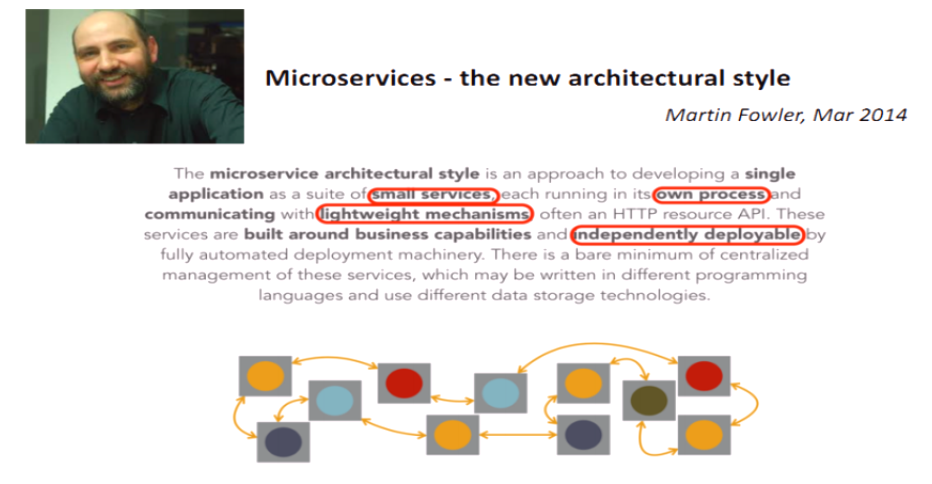 Microservices - the new architectural style
Martin Fowler, Mar 2014
The microservice architectural style is an approach to developing a single
application as a suite of small services, each running in its own process and
communicating with lightweight mechanisms, often an HTTP resource API. These
services are built around business capabilities and independently deployable by
fully automated deployment machinery. There is a bare minimum of centralized
management of these services, which may be written in different programming
languages and use different data storage technologies.